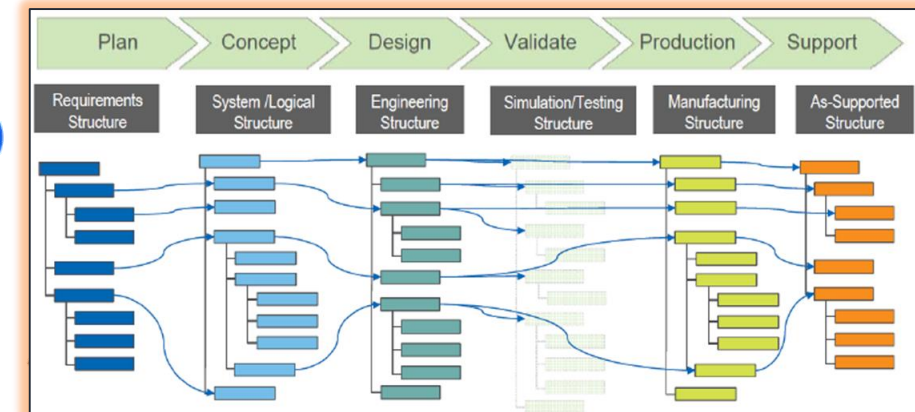 Plan
Concept
Design
Validate
Production
Support
Requirements
Structure
System /Logical
Structure
Engineering
Structure
Simulation/Testing
Structure
Manufacturing
Structure
As-Supported
Structure